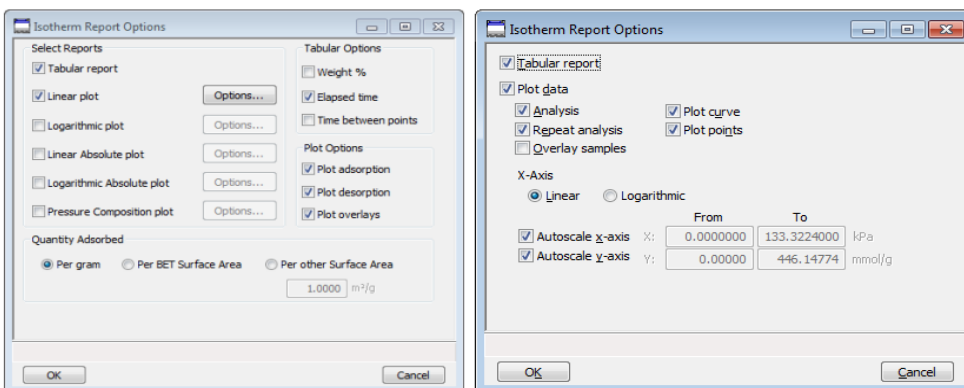 Isotherm Report Options
Select Reports
Tabular report
Linear plot Options...
Logarithmic plot Options...
Linear Absolute plot Options...
Logarithmic Absolute plot Options...
Pressure Composition plot Options...
Tabular Options
Weight %
Elapsed time
Time between points
Plot Options
Plot adsorption
Plot desorption
Plot overlays
Quantity Adsorbed
Per gram Per BET Surface Area Per other Surface Area
1.0000 m²/g
OK Cancel
Isotherm Report Options
Tabular report
Plot data
Analysis Plot curve
Repeat analysis Plot points
Overlay samples
X-Axis
Linear Logarithmic
From To
Autoscale x-axis X: 0.0000000 133.3224000 kPa
Autoscale y-axis Y: 0.00000 446.14774 mmol/g
OK Cancel